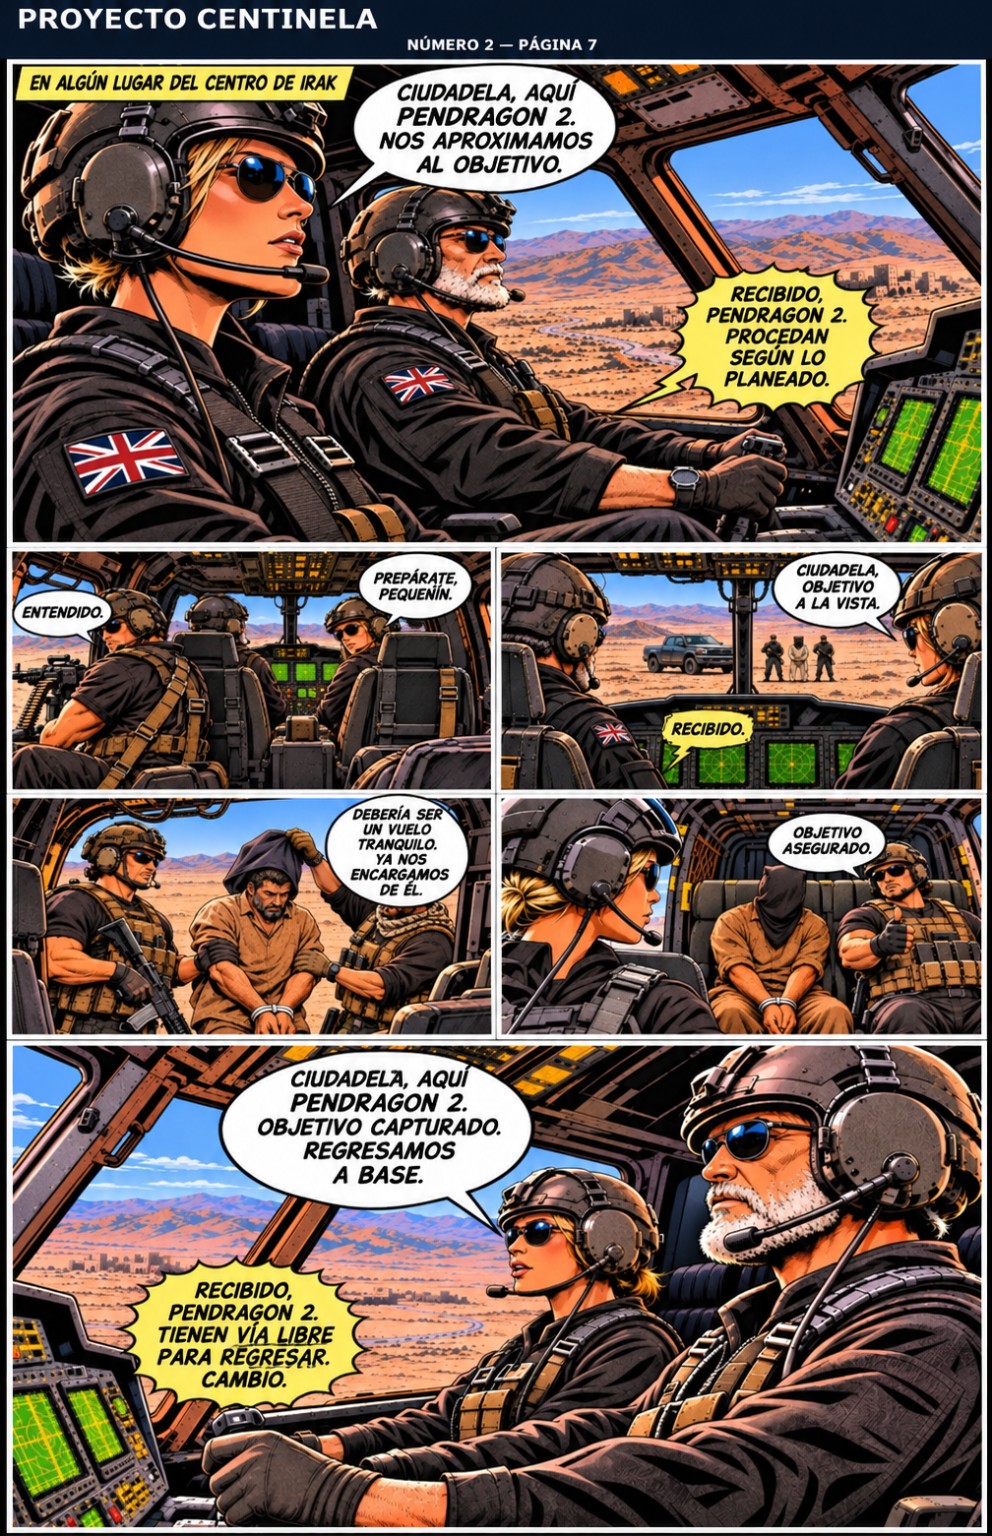 PROYECTO CENTINELA
NÚMERO 2 — PÁGINA 7
EN ALGÚN LUGAR DEL CENTRO DE IRAK
CIUDADELA, AQUÍ
PENDRAGON 2.
NOS APROXIMAMOS
AL OBJETIVO.
RECIBIDO,
PENDRAGON 2.
PROCEDAN
SEGÚN LO
PLANEADO.
ENTENDIDO.
PREPÁRATE,
PEQUEÑÍN.
CIUDADELA,
OBJETIVO
A LA VISTA.
RECIBIDO.
DEBERÍA SER
UN VUELO
TRANQUILO.
YA NOS
ENCARGAMOS
DE ÉL.
OBJETIVO
ASEGURADO.
CIUDADELA, AQUÍ
PENDRAGON 2.
OBJETIVO CAPTURADO.
REGRESAMOS
A BASE.
RECIBIDO,
PENDRAGON 2.
TIENEN VÍA LIBRE
PARA REGRESAR.
CAMBIO.